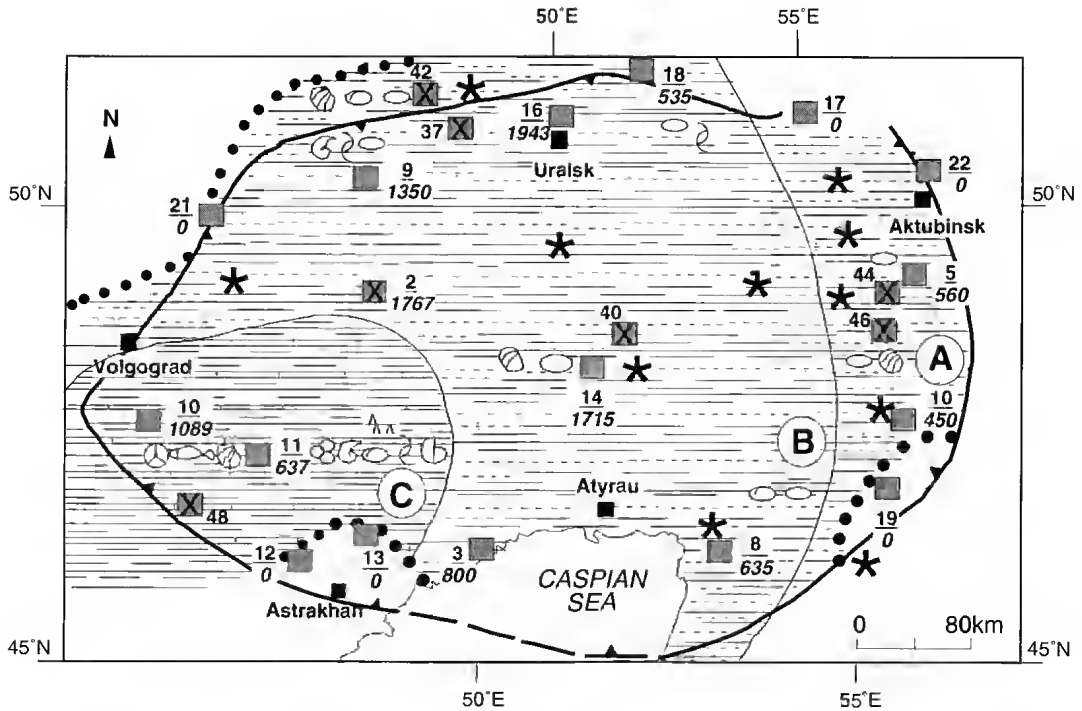 50°E 55°E
42
18
535
17
0
N
37
16
1943
Uralsk
22
0
9
1350
50°N 50°N
21
0
Aktubinsk
2
1767
44
5
560
40
46
Volgograd
A
14
1715
10
1089
10
450
B
11
637
C
Atyrau
48
12
0
13
0
3
800
8
635
19
0
CASPIAN
SEA
Astrakhan
0 80km
45°N 45°N
50°E 55°E